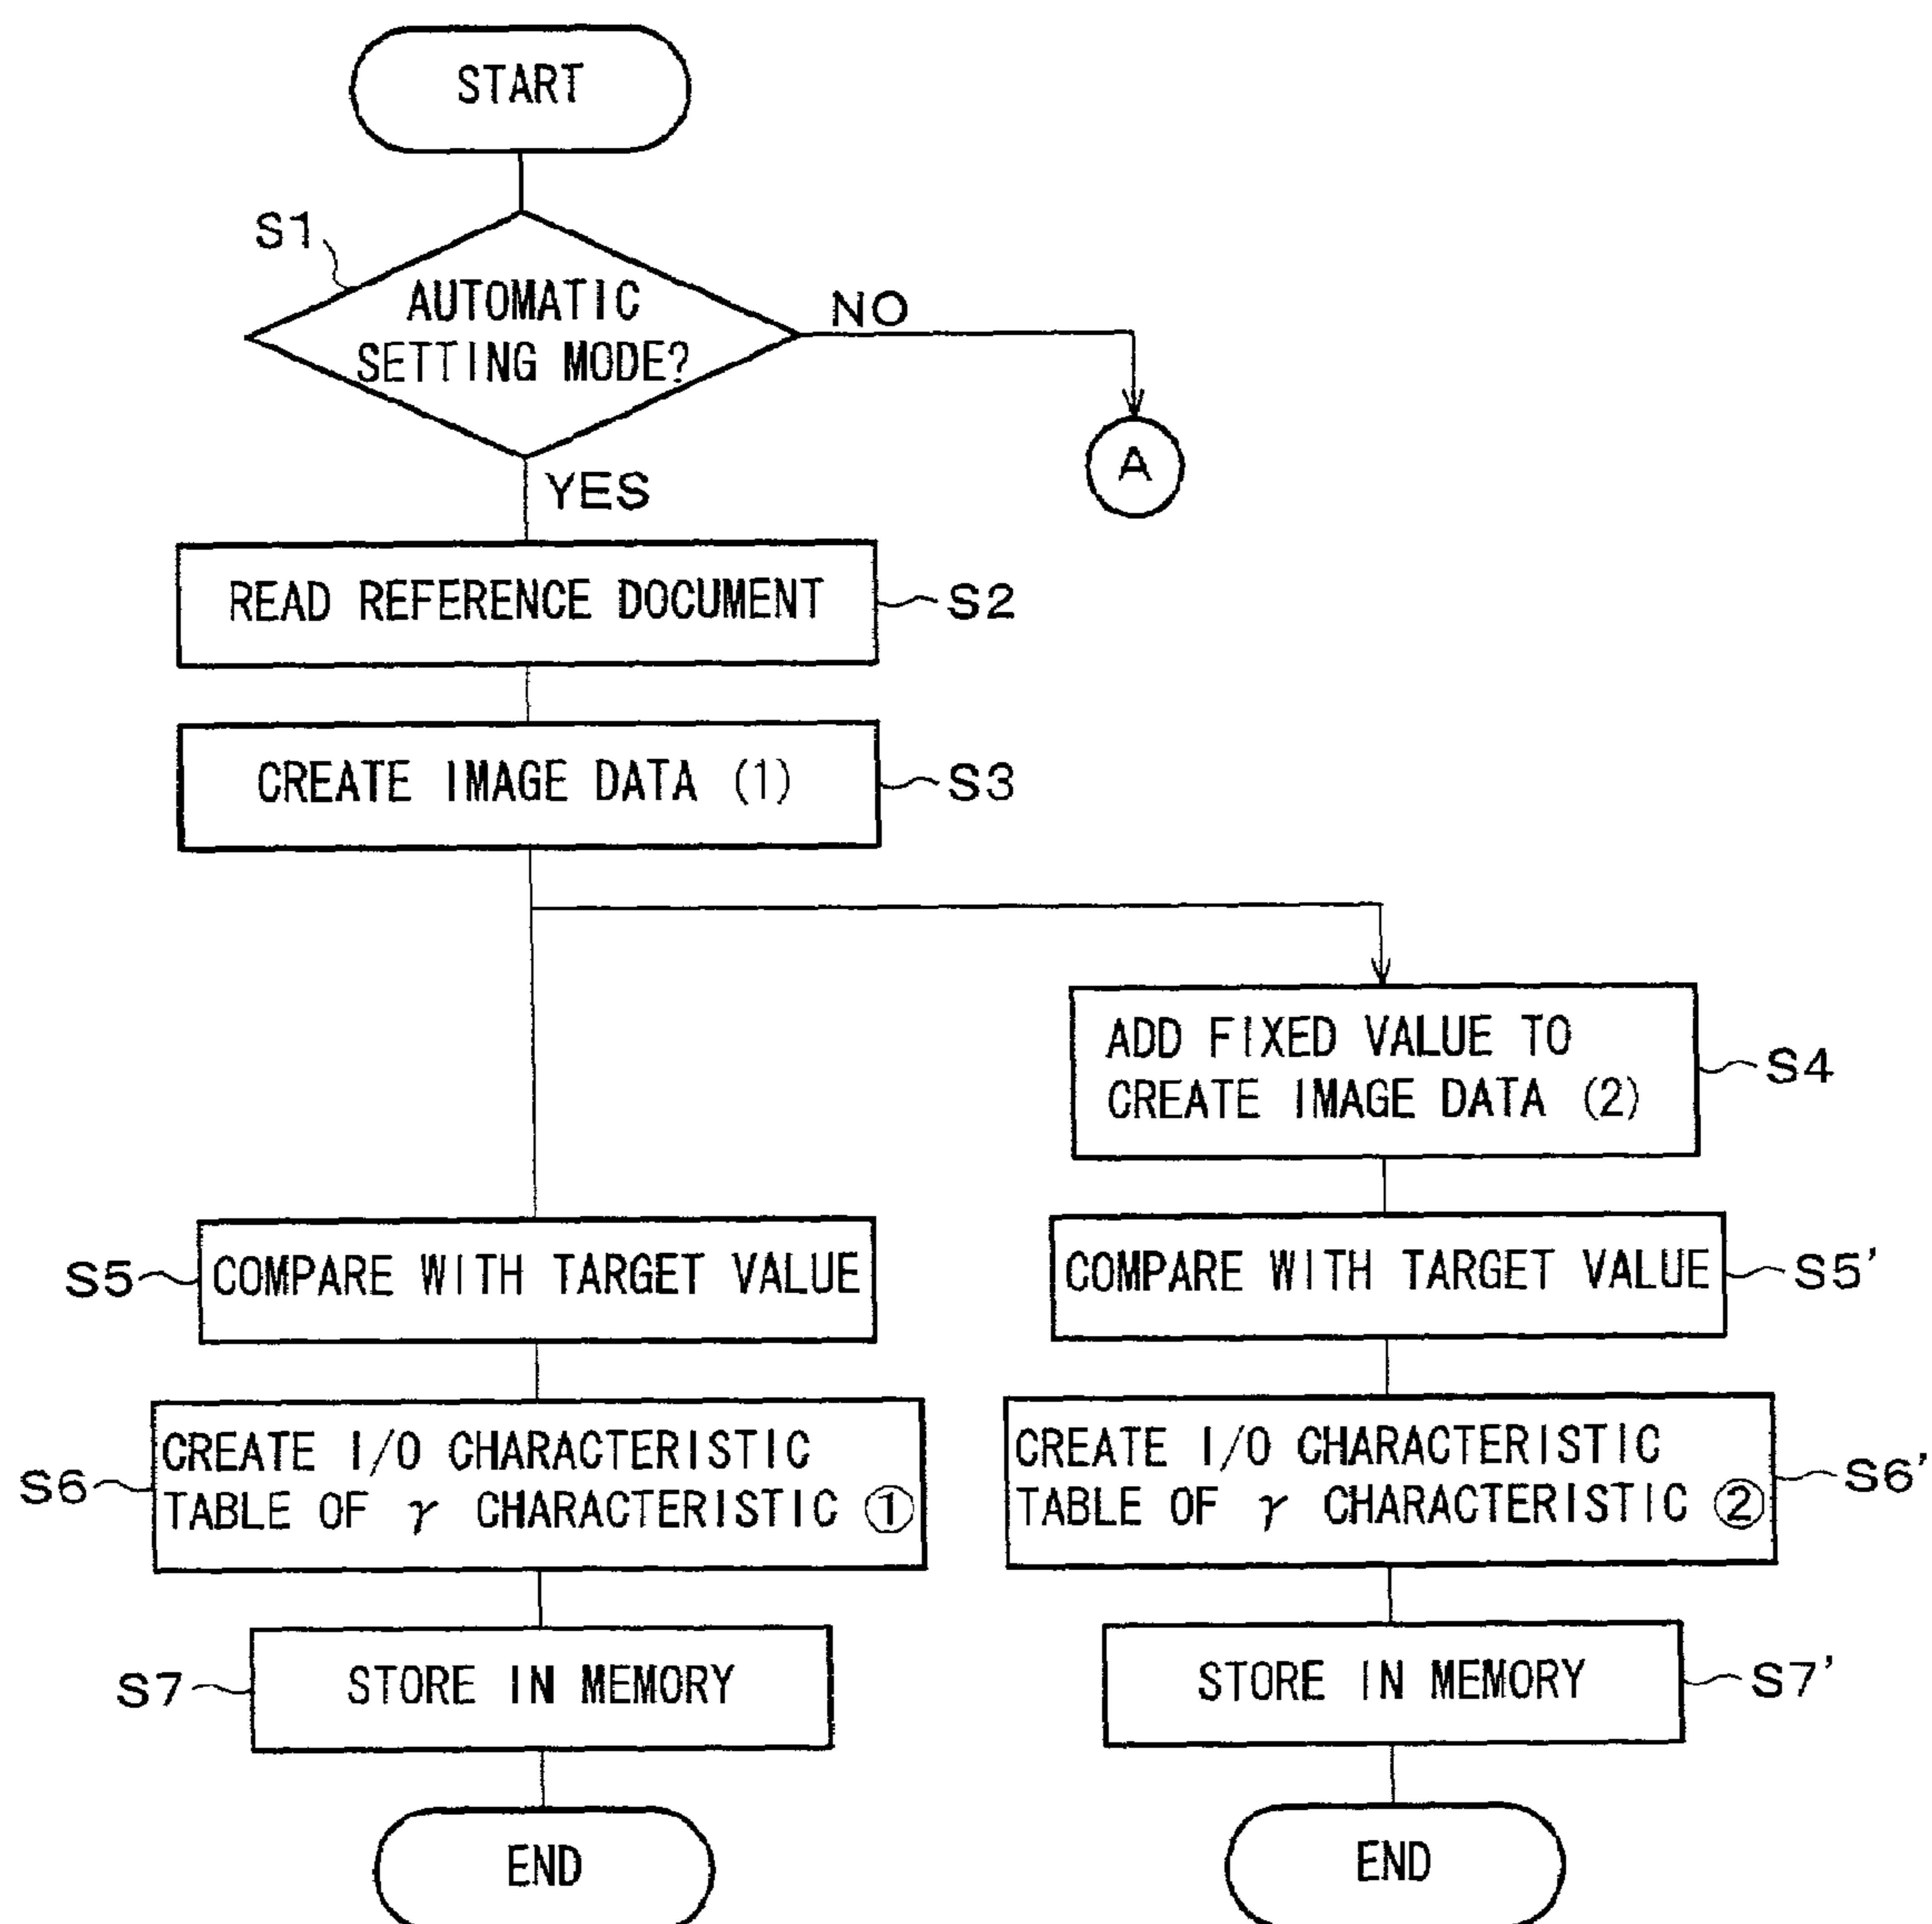 START
S1
AUTOMATIC
SETTING MODE?
NO
A
YES
READ REFERENCE DOCUMENT
S2
CREATE IMAGE DATA (1)
S3
ADD FIXED VALUE TO
CREATE IMAGE DATA (2)
S4
S5
COMPARE WITH TARGET VALUE
COMPARE WITH TARGET VALUE
S5'
S6
CREATE I/O CHARACTERISTIC
TABLE OF γ CHARACTERISTIC ①
CREATE I/O CHARACTERISTIC
TABLE OF γ CHARACTERISTIC ②
S6'
S7
STORE IN MEMORY
STORE IN MEMORY
S7'
END
END